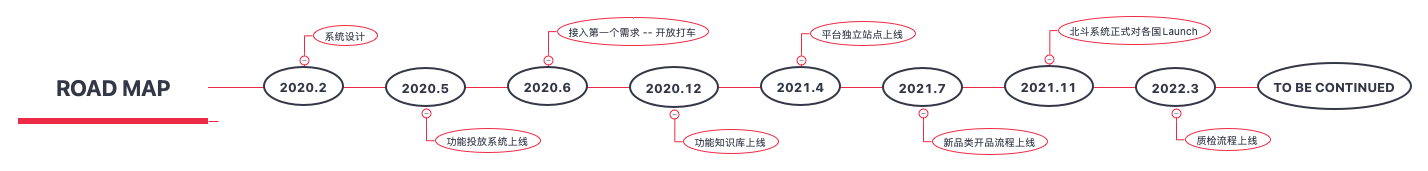 ROAD MAP
2020.2
系统设计
2020.5
功能投放系统上线
2020.6
接入第一个需求 -- 开放打车
2020.12
功能知识库上线
2021.4
平台独立站点上线
2021.7
新品类开品流程上线
2021.11
北斗系统正式对各国Launch
2022.3
质检流程上线
TO BE CONTINUED